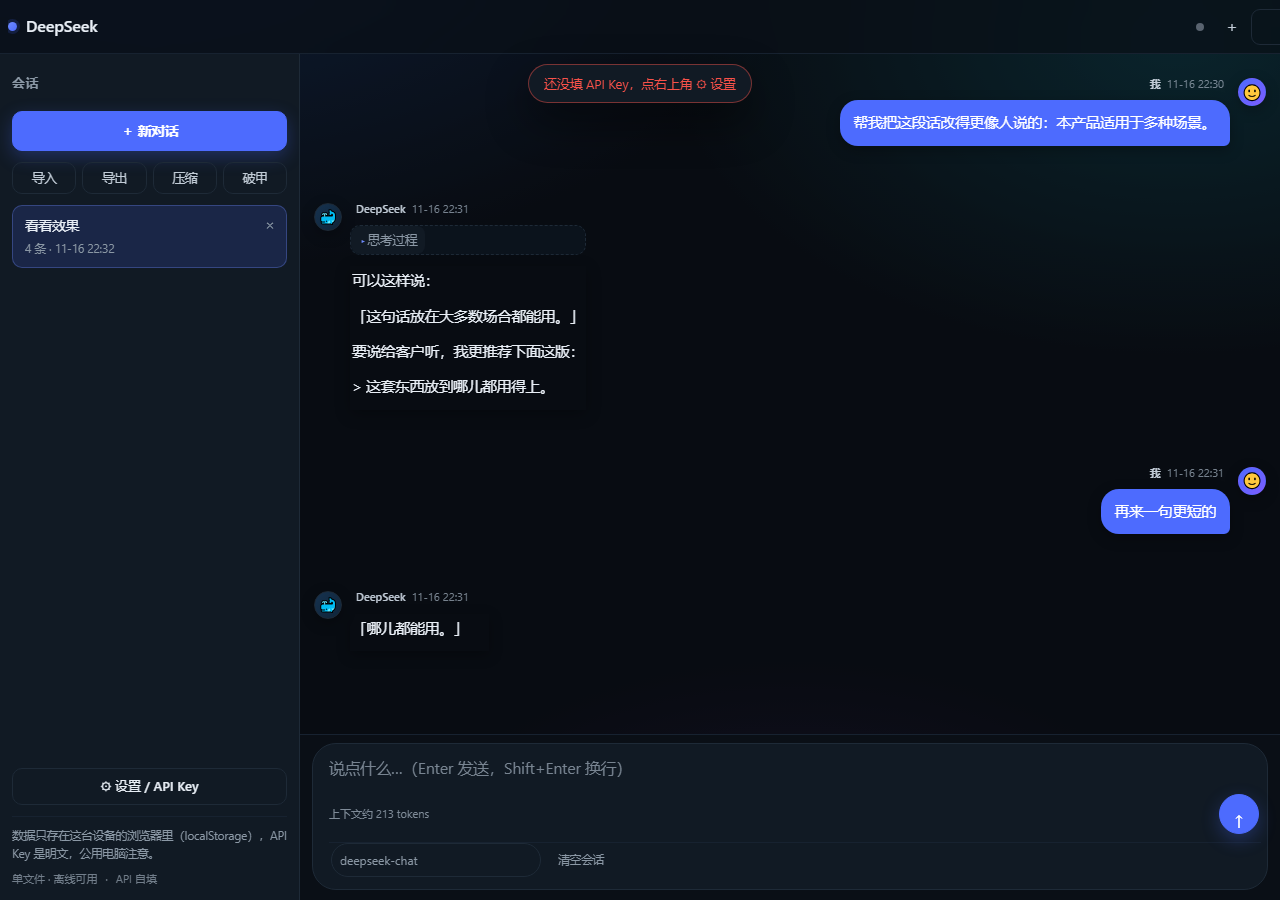 DeepSeek
+
会话
+ 新对话
导入
导出
压缩
破甲
看看效果
×
4 条 · 11-16 22:32
⚙ 设置 / API Key
数据只存在这台设备的浏览器里（localStorage），API
Key 是明文，公用电脑注意。
单文件 · 离线可用 · API 自填
还没填 API Key，点右上角 ⚙ 设置
我 11-16 22:30
帮我把这段话改得更像人说的：本产品适用于多种场景。
DeepSeek 11-16 22:31
▸思考过程
可以这样说：
「这句话放在大多数场合都能用。」
要说给客户听，我更推荐下面这版：
> 这套东西放到哪儿都用得上。
我 11-16 22:31
再来一句更短的
DeepSeek 11-16 22:31
「哪儿都能用。」
说点什么…（Enter 发送，Shift+Enter 换行）
上下文约 213 tokens
↑
deepseek-chat
清空会话